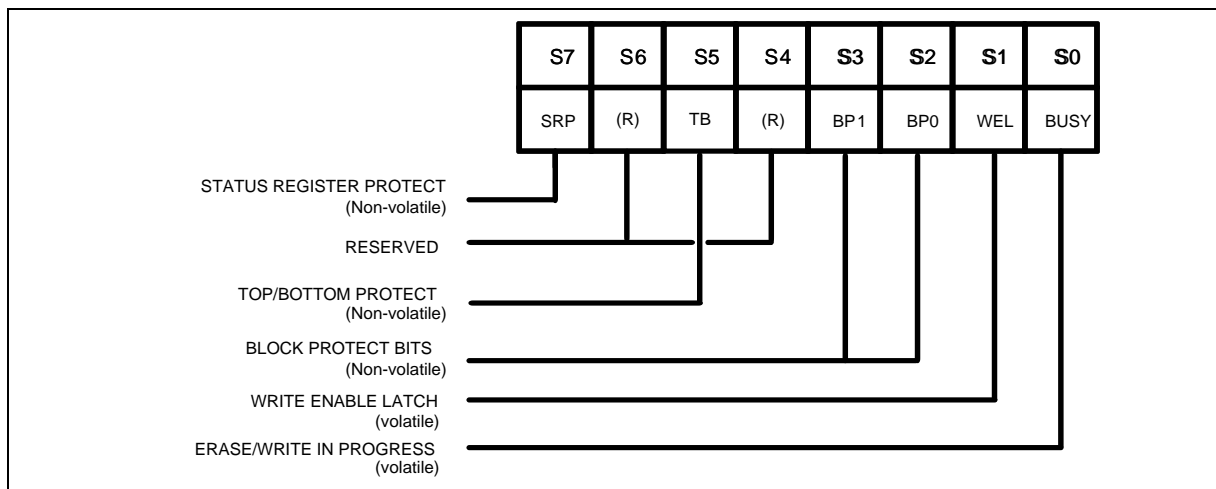 S7 S6 S5 S4 S3 S2 S1 S0
SRP (R) TB (R) BP1 BP0 WEL BUSY
STATUS REGISTER PROTECT
(Non-volatile)
RESERVED
TOP/BOTTOM PROTECT
(Non-volatile)
BLOCK PROTECT BITS
(Non-volatile)
WRITE ENABLE LATCH
(volatile)
ERASE/WRITE IN PROGRESS
(volatile)